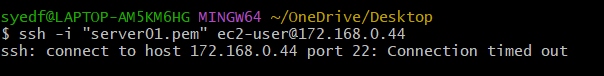 syedf@LAPTOP-AM5KM6HG MINGW64 ~/OneDrive/Desktop
$ ssh -i "server01.pem" ec2-user@172.168.0.44
ssh: connect to host 172.168.0.44 port 22: Connection timed out